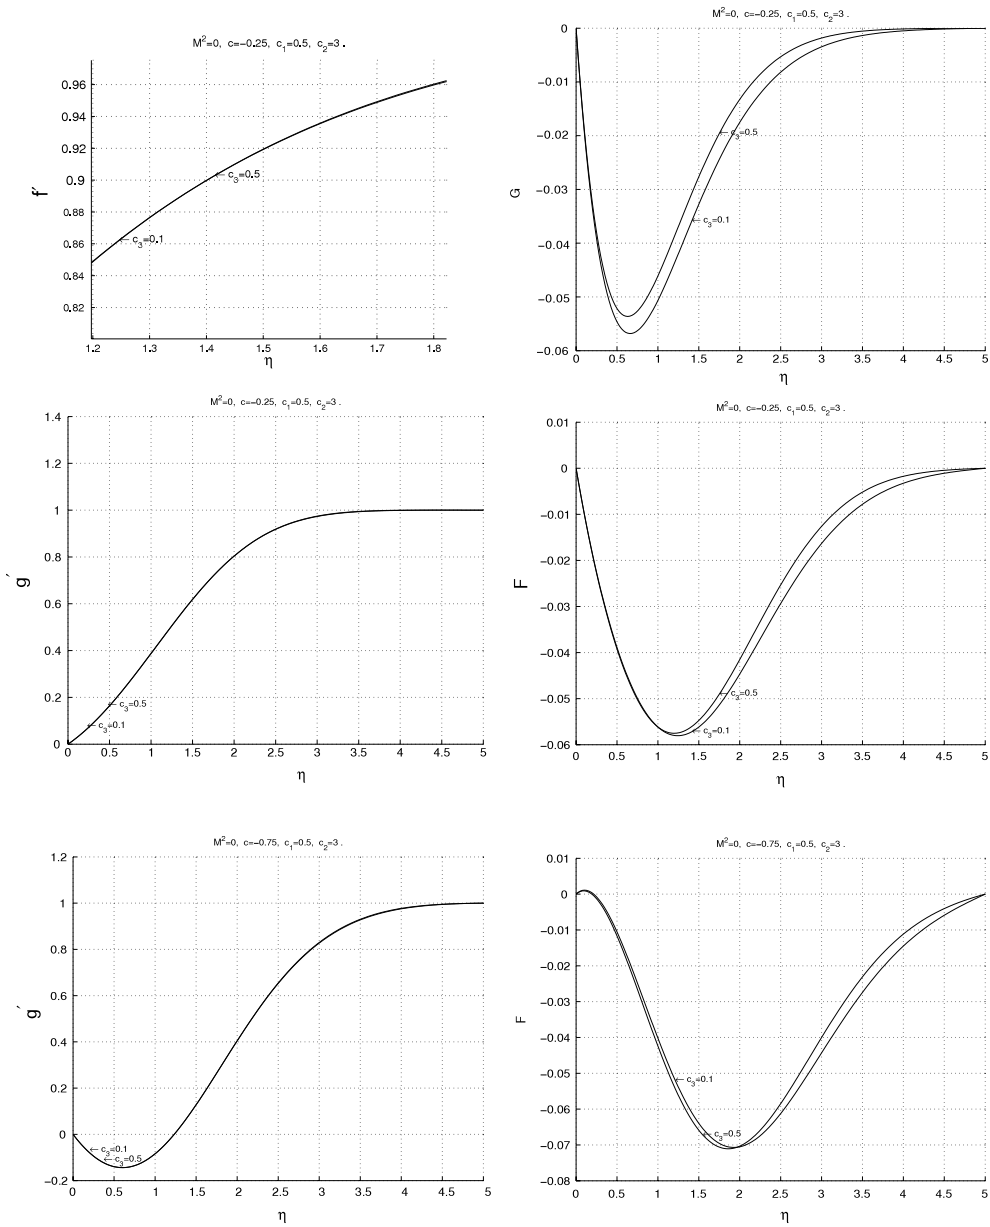 M²=0, c=−0.25, c₁=0.5, c₂=3 .
0.96
0.94
0.92
0.9
0.88
0.86
0.84
0.82
f′
←c₃=0.5
←c₃=0.1
1.2 1.3 1.4 1.5 1.6 1.7 1.8
η
M²=0, c=−0.25, c₁=0.5, c₂=3 .
0
−0.01
−0.02
−0.03
−0.04
−0.05
−0.06
G
←c₃=0.5
←c₃=0.1
0 0.5 1 1.5 2 2.5 3 3.5 4 4.5 5
η
M²=0, c=−0.25, c₁=0.5, c₂=3 .
1.4
1.2
1
0.8
0.6
0.4
0.2
0
g′
←c₃=0.5
←c₃=0.1
0 0.5 1 1.5 2 2.5 3 3.5 4 4.5 5
η
M²=0, c=−0.25, c₁=0.5, c₂=3 .
0.01
0
−0.01
−0.02
−0.03
−0.04
−0.05
−0.06
F
←c₃=0.5
←c₃=0.1
0 0.5 1 1.5 2 2.5 3 3.5 4 4.5 5
η
M²=0, c=−0.75, c₁=0.5, c₂=3 .
1.2
1
0.8
0.6
0.4
0.2
0
−0.2
g′
←c₃=0.1
←c₃=0.5
0 0.5 1 1.5 2 2.5 3 3.5 4 4.5 5
η
M²=0, c=−0.75, c₁=0.5, c₂=3 .
0.01
0
−0.01
−0.02
−0.03
−0.04
−0.05
−0.06
−0.07
−0.08
F
←c₃=0.1
←c₃=0.5
0 0.5 1 1.5 2 2.5 3 3.5 4 4.5 5
η